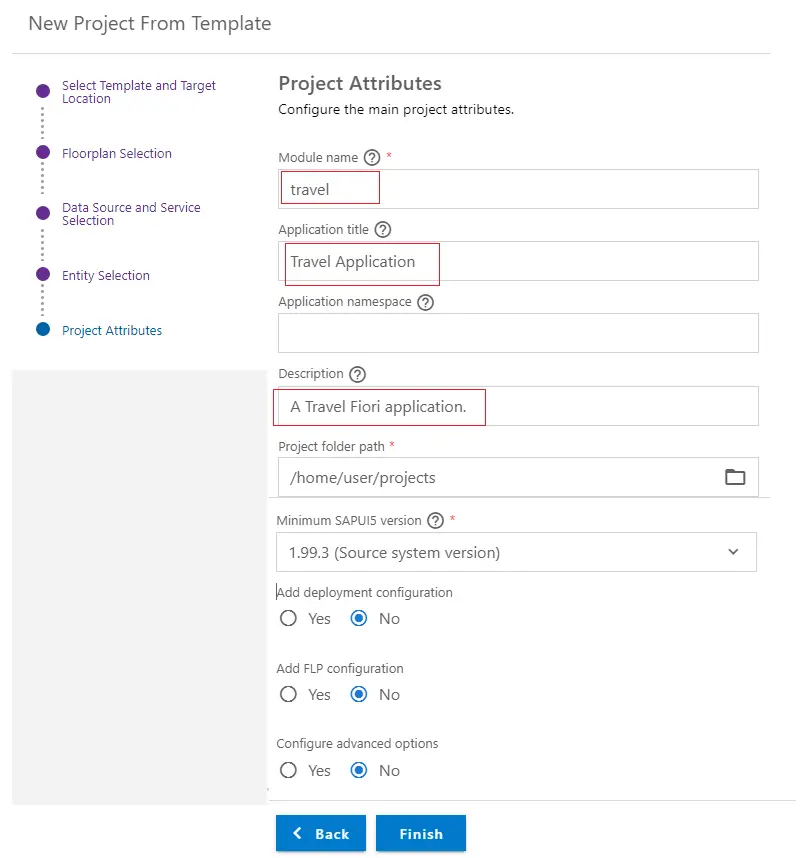 New Project From Template
Select Template and Target
Location
Floorplan Selection
Data Source and Service
Selection
Entity Selection
Project Attributes
Project Attributes
Configure the main project attributes.
Module name ? *
travel
Application title ?
Travel Application
Application namespace ?
Description ?
A Travel Fiori application.
Project folder path *
/home/user/projects
Minimum SAPUI5 version ? *
1.99.3 (Source system version)
Add deployment configuration
Yes No
Add FLP configuration
Yes No
Configure advanced options
Yes No
Back Finish